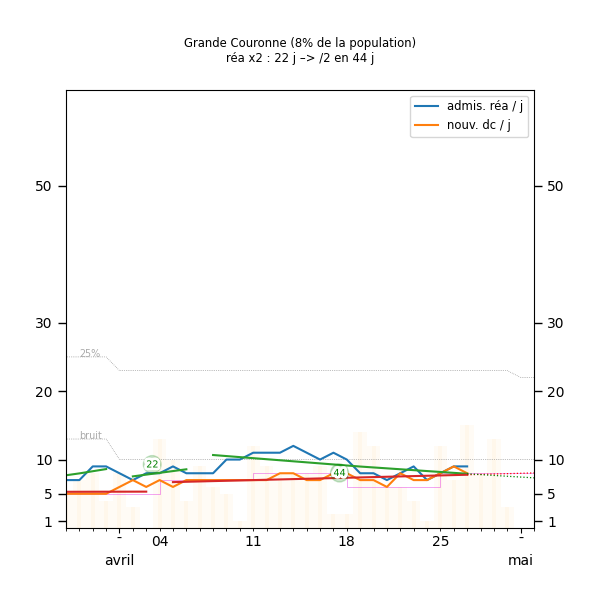 Grande Couronne (8% de la population)
réa x2 : 22 j –> /2 en 44 j
admis. réa / j
nouv. dc / j
50 50
30 30
25%
20 20
bruit
10 10
22
44
5 5
1 1
- 04 11 18 25 -
avril mai